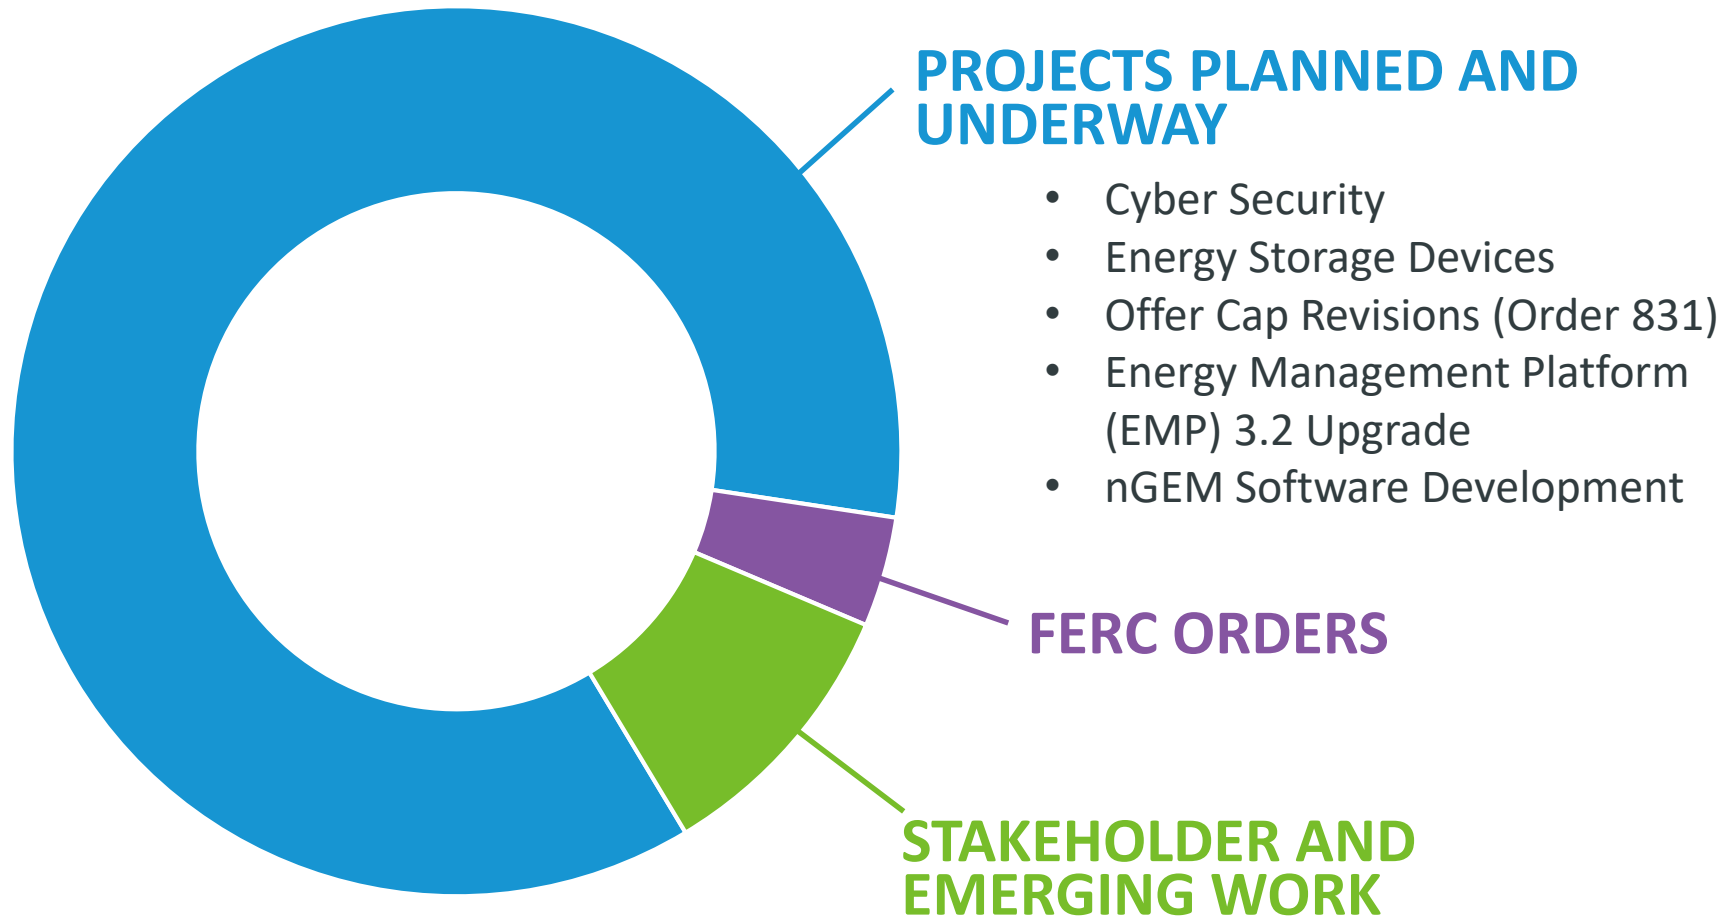 PROJECTS PLANNED AND
UNDERWAY
• Cyber Security
• Energy Storage Devices
• Offer Cap Revisions (Order 831)
• Energy Management Platform
(EMP) 3.2 Upgrade
• nGEM Software Development
FERC ORDERS
STAKEHOLDER AND
EMERGING WORK